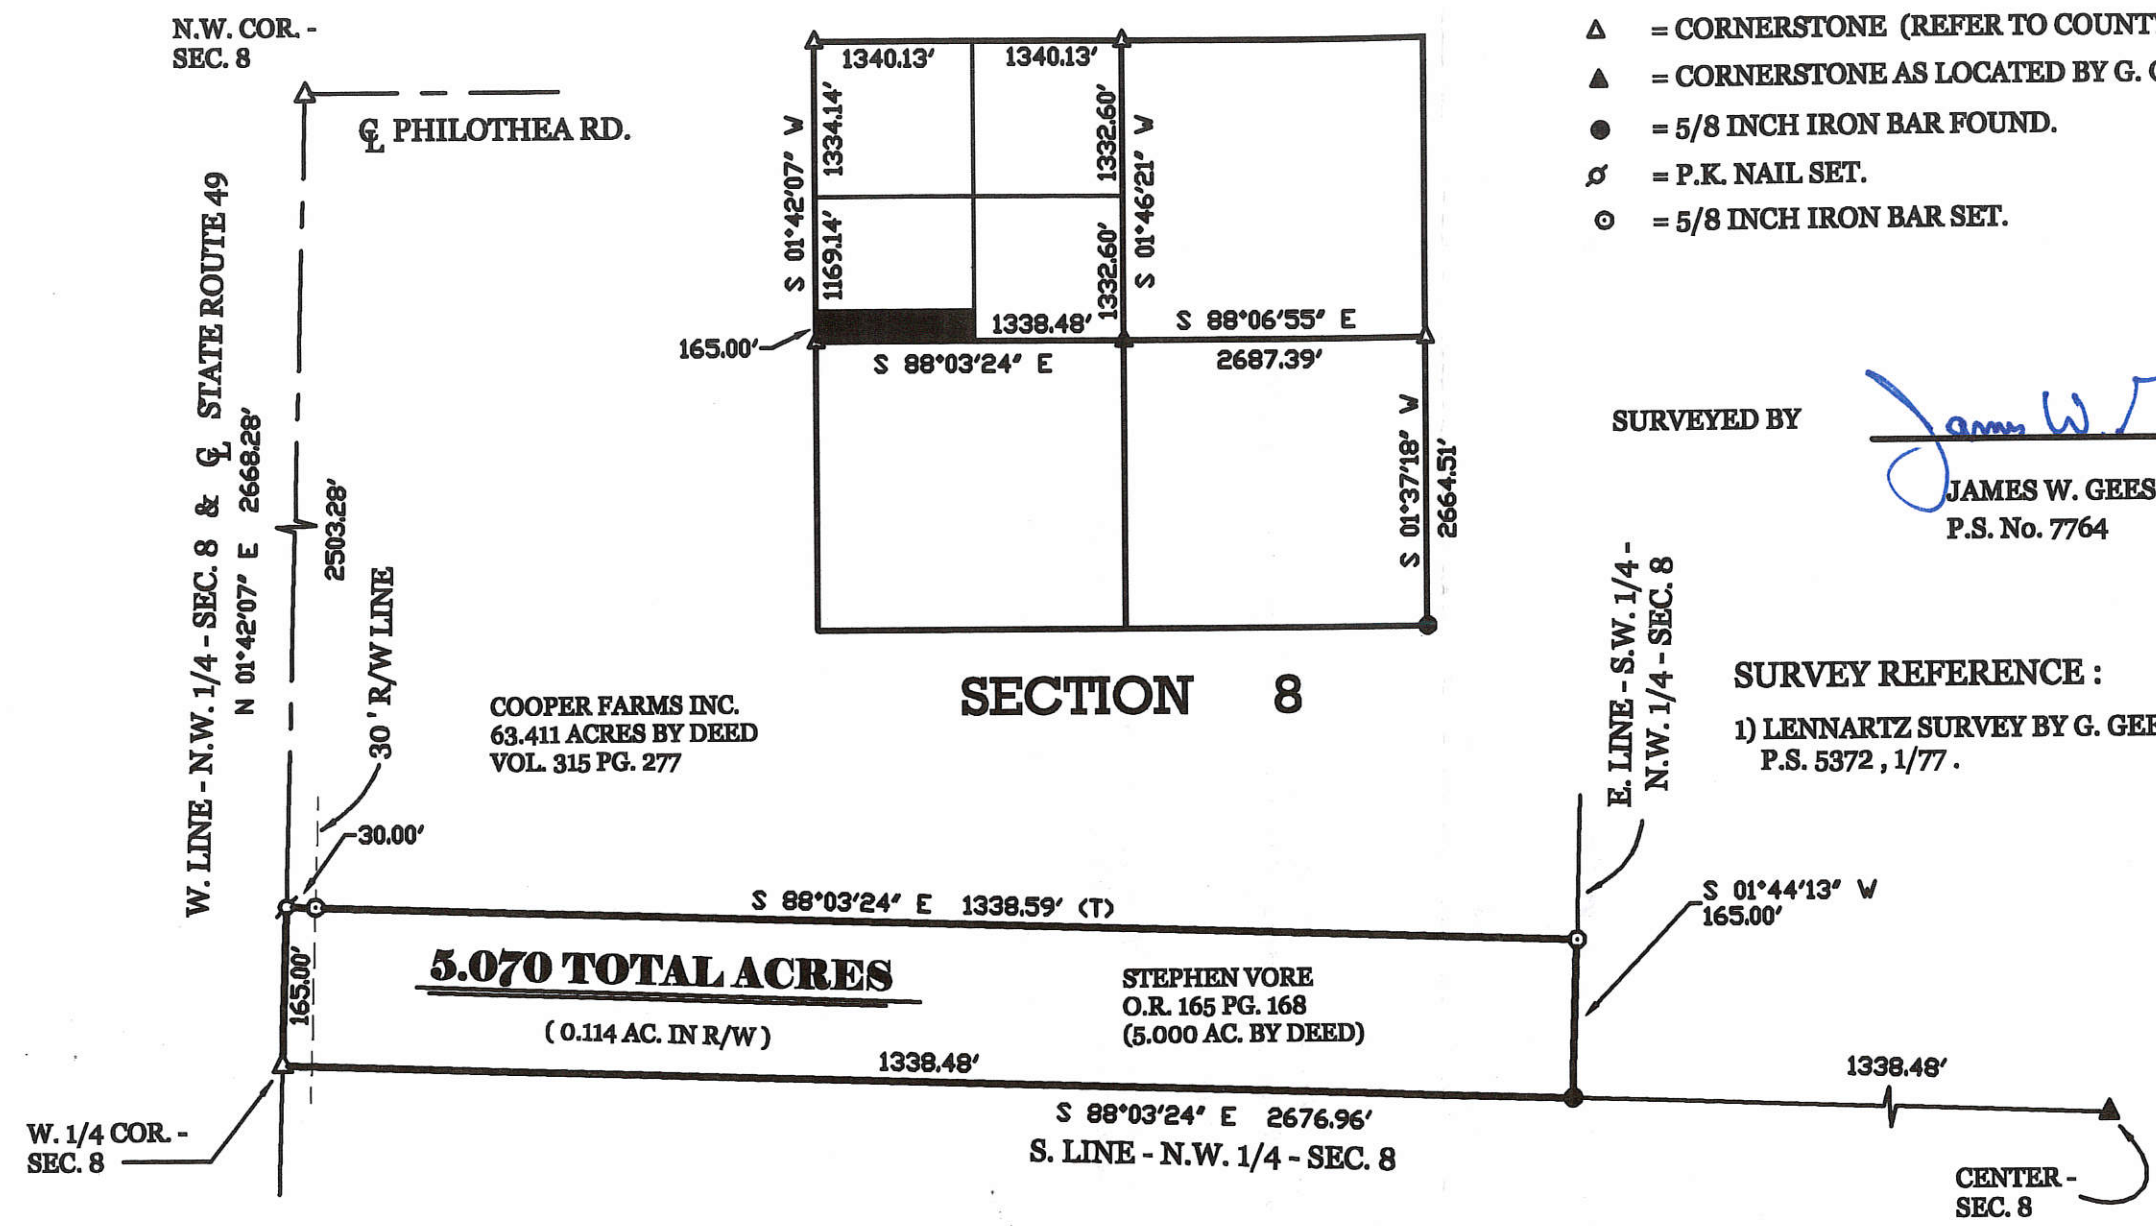 N.W. COR. -
SEC. 8
℄ PHILOTHEA RD.
W. LINE - N.W. 1/4 - SEC. 8 & ℄ STATE ROUTE 49
N 01°42'07" E 2668.28'
2503.28'
30' R/W LINE
30.00'
COOPER FARMS INC.
63.411 ACRES BY DEED
VOL. 315 PG. 277
1340.13'
1340.13'
S 01°42'07" W
1334.14'
1169.14'
1332.60'
1332.60'
S 01°46'21" W
165.00'
1338.48'
S 88°03'24" E
S 88°06'55" E
2687.39'
S 01°37'18" W
2664.51'
SECTION 8
= CORNERSTONE (REFER TO COUNT
= CORNERSTONE AS LOCATED BY G. G
= 5/8 INCH IRON BAR FOUND.
= P.K. NAIL SET.
= 5/8 INCH IRON BAR SET.
SURVEYED BY
James W.
JAMES W. GEES
P.S. No. 7764
E. LINE - S.W. 1/4 -
N.W. 1/4 - SEC. 8
SURVEY REFERENCE :
1) LENNARTZ SURVEY BY G. GEE
P.S. 5372 , 1/77 .
S 88°03'24" E 1338.59' (T)
S 01°44'13" W
165.00'
165.00'
5.070 TOTAL ACRES
( 0.114 AC. IN R/W )
STEPHEN VORE
O.R. 165 PG. 168
(5.000 AC. BY DEED)
1338.48'
1338.48'
S 88°03'24" E 2676.96'
S. LINE - N.W. 1/4 - SEC. 8
W. 1/4 COR. -
SEC. 8
CENTER -
SEC. 8